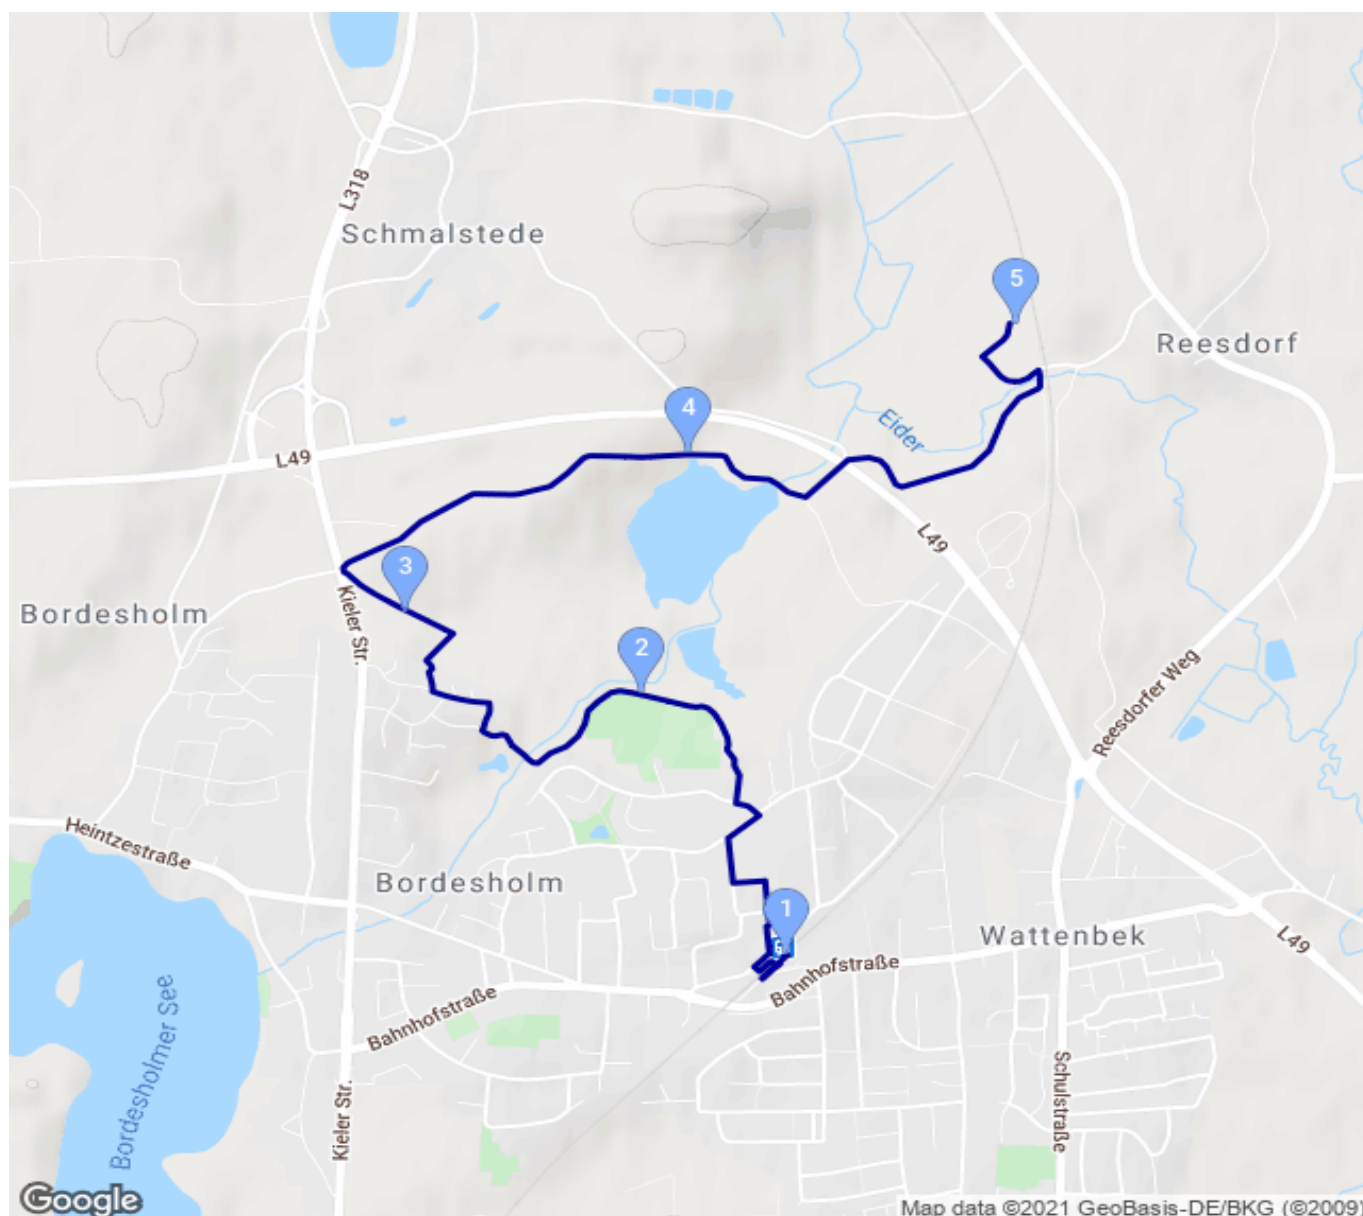 L318
Schmalstede
5
Reesdorf
4
Eider
L49
L49
3
Kieler Str.
Bordesholm
2
Reesdorfer Weg
Heintzestraße
Bordesholm
1
Wattenbek
L49
Bahnhofstraße
Bahnhofstraße
Bordesholmer See
Schulstraße
Kieler Str.
Google
Map data ©2021 GeoBasis-DE/BKG (©2009)